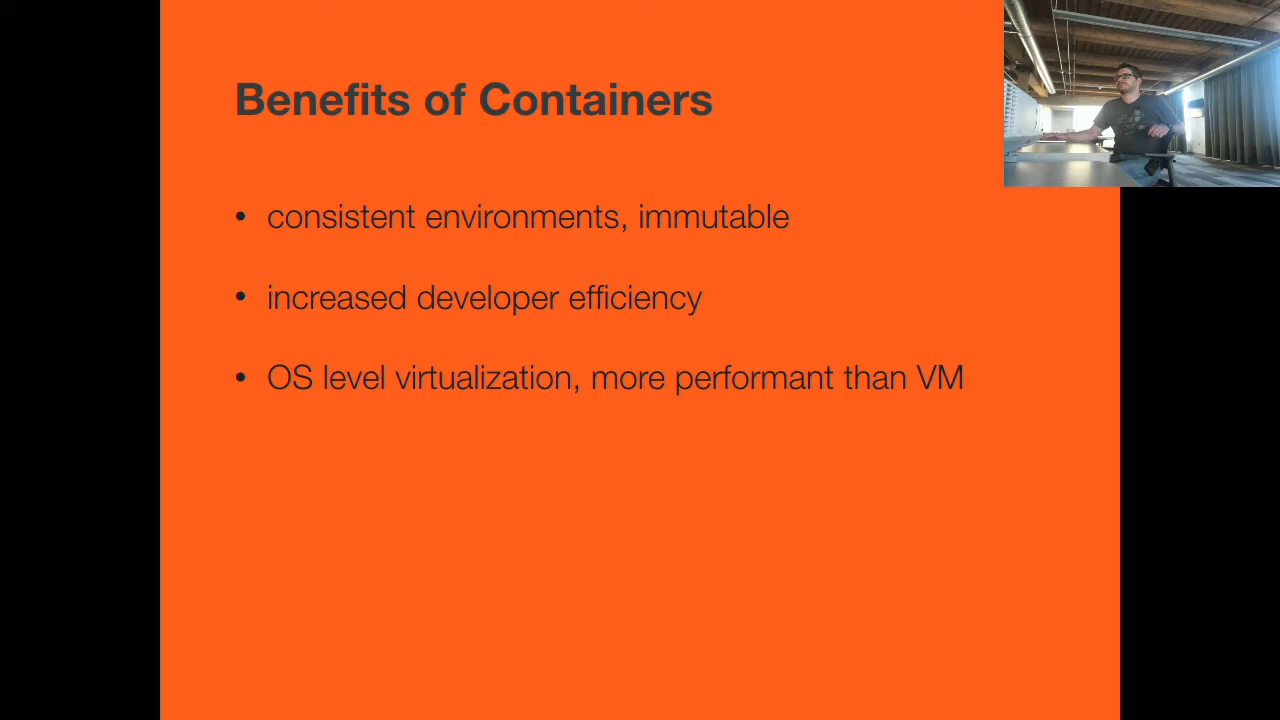 Benefits of Containers
• consistent environments, immutable
• increased developer efficiency
• OS level virtualization, more performant than VM